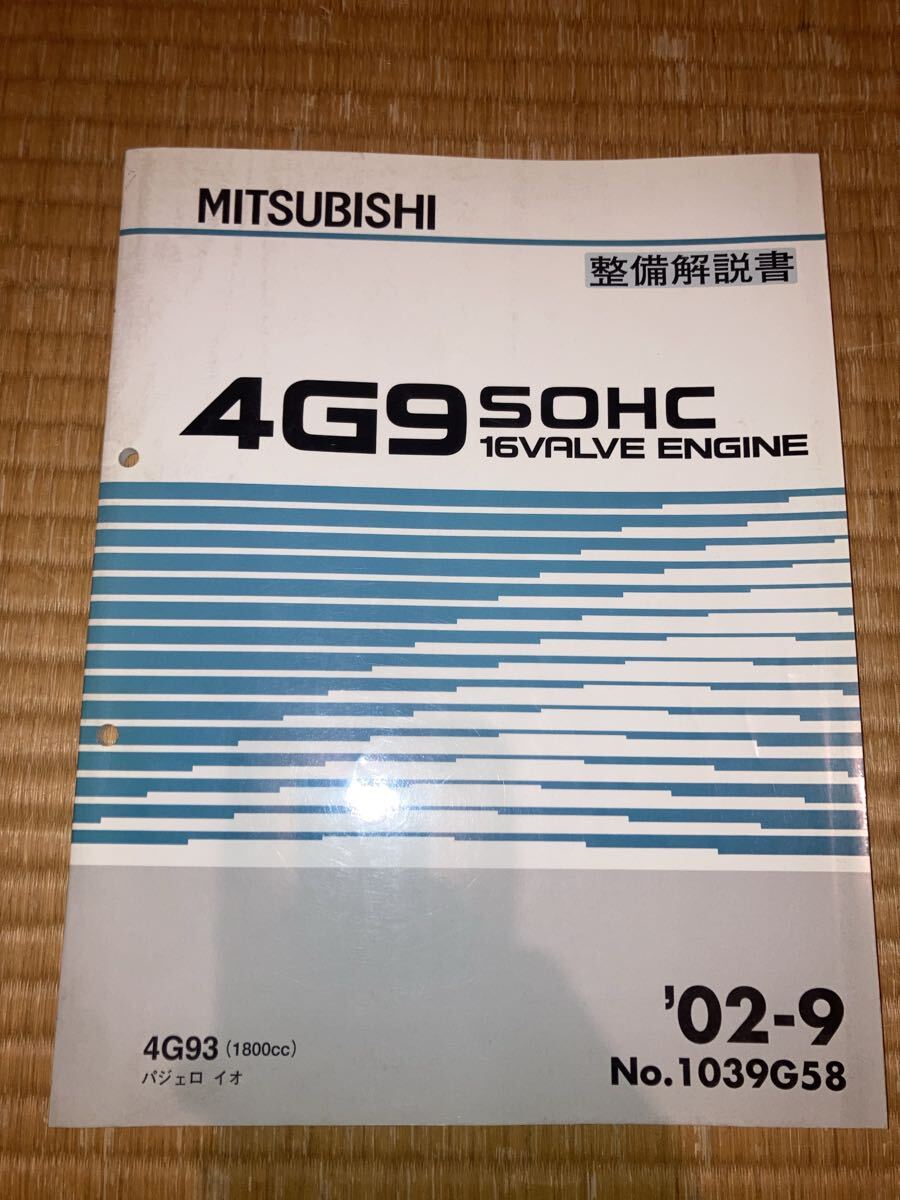 MITSUBISHI
整備解説書
4G9 SOHC
16VALVE ENGINE
'02-9
4G93 (1800cc)
No.1039G58
パジェロ イオ